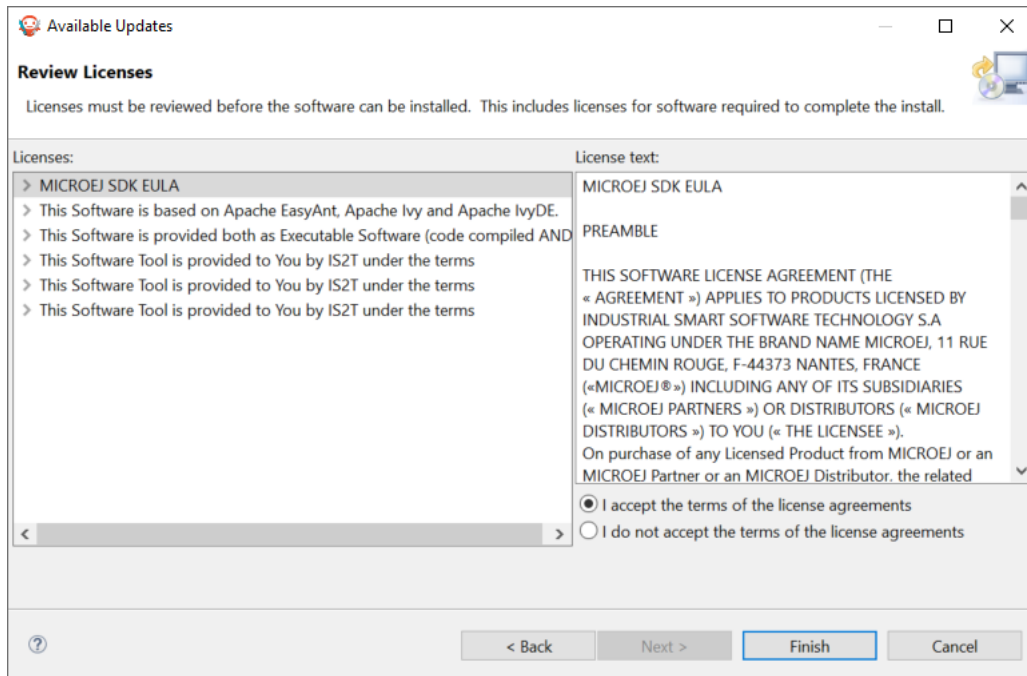 Available Updates
Review Licenses
Licenses must be reviewed before the software can be installed.  This includes licenses for software required to complete the install.
Licenses:
MICROEJ SDK EULA
This Software is based on Apache EasyAnt, Apache Ivy and Apache IvyDE.
This Software is provided both as Executable Software (code compiled AND
This Software Tool is provided to You by IS2T under the terms
This Software Tool is provided to You by IS2T under the terms
This Software Tool is provided to You by IS2T under the terms
License text:
MICROEJ SDK EULA
PREAMBLE
THIS SOFTWARE LICENSE AGREEMENT (THE
« AGREEMENT ») APPLIES TO PRODUCTS LICENSED BY
INDUSTRIAL SMART SOFTWARE TECHNOLOGY S.A
OPERATING UNDER THE BRAND NAME MICROEJ, 11 RUE
DU CHEMIN ROUGE, F-44373 NANTES, FRANCE
(«MICROEJ®») INCLUDING ANY OF ITS SUBSIDIARIES
(« MICROEJ PARTNERS ») OR DISTRIBUTORS (« MICROEJ
DISTRIBUTORS ») TO YOU (« THE LICENSEE »).
On purchase of any Licensed Product from MICROEJ or an
MICROEJ Partner or an MICROEJ Distributor, the related
I accept the terms of the license agreements
I do not accept the terms of the license agreements
?
< Back
Next >
Finish
Cancel